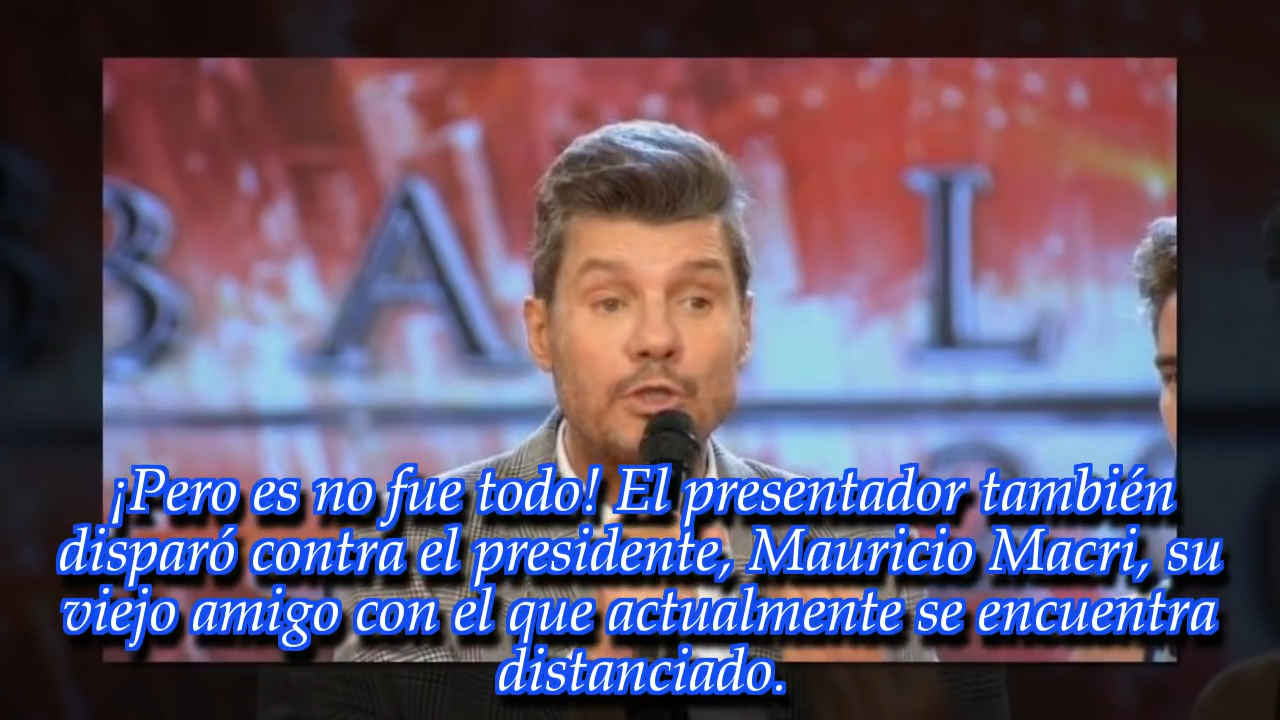 B A L
¡Pero es no fue todo! El presentador también
disparó contra el presidente, Mauricio Macri, su
viejo amigo con el que actualmente se encuentra
distanciado.